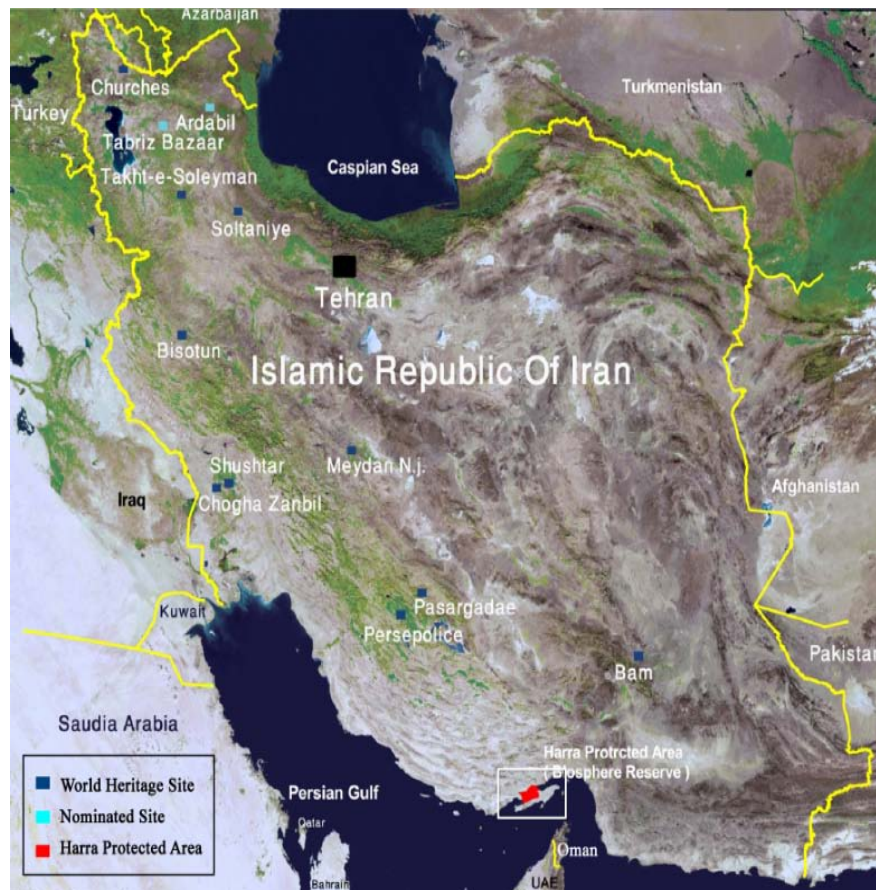 Azarbaijan
Churches
Turkey
Turkmenistan
Ardabil
Tabriz Bazaar
Caspian Sea
Takht-e-Soleyman
Soltaniye
Tehran
Bisotun
Islamic Republic Of Iran
Shushtar
Meydan N.j.
Iraq
Chogha Zanbil
Afghanistan
Kuwait
Pasargadae
Persepolice
Bam
Pakistan
Saudia Arabia
Harra Protrcted Area
( Biosphere Reserve )
World Heritage Site
Persian Gulf
Nominated Site
Qatar
Harra Protected Area
Oman
Bahrain
UAE